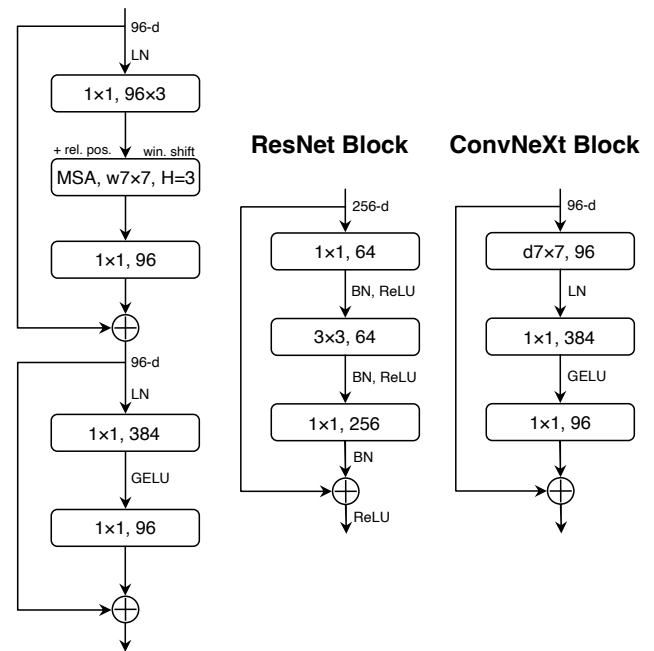 96-d
LN
1×1, 96×3
+ rel. pos.
win. shift
MSA, w7×7, H=3
1×1, 96
96-d
LN
1×1, 384
GELU
1×1, 96
ResNet Block
256-d
1×1, 64
BN, ReLU
3×3, 64
BN, ReLU
1×1, 256
BN
ReLU
ConvNeXt Block
96-d
d7×7, 96
LN
1×1, 384
GELU
1×1, 96